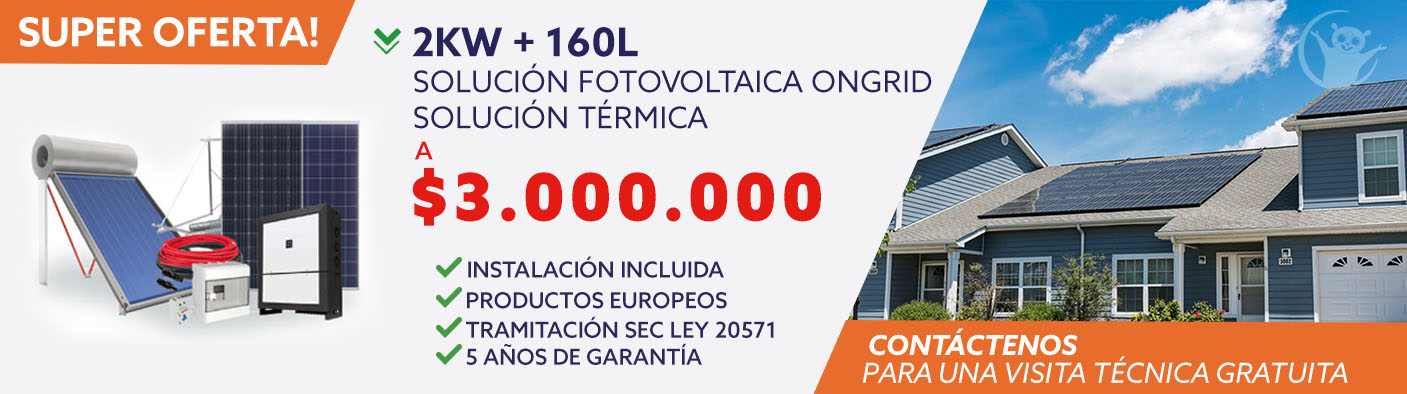 SUPER OFERTA!
2KW + 160L
SOLUCIÓN FOTOVOLTAICA ONGRID
SOLUCIÓN TÉRMICA
A
$3.000.000
INSTALACIÓN INCLUIDA
PRODUCTOS EUROPEOS
TRAMITACIÓN SEC LEY 20571
5 AÑOS DE GARANTÍA
3002
CONTÁCTENOS
PARA UNA VISITA TÉCNICA GRATUITA